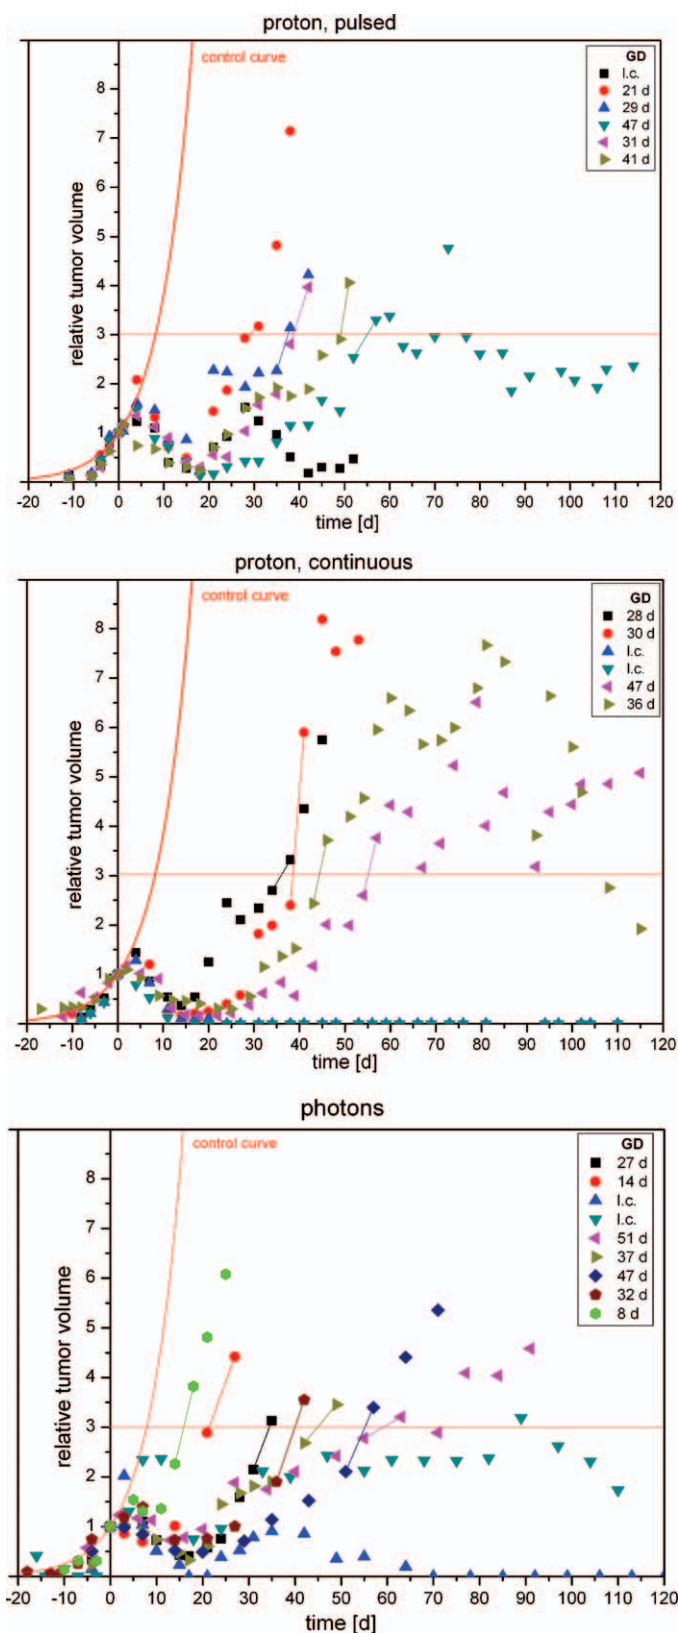 proton, pulsed
control curve
GD
l.c.
21 d
29 d
47 d
31 d
41 d
relative tumor volume
8
7
6
5
4
3
2
1
-20 -10 0 10 20 30 40 50 60 70 80 90 100 110 120
time [d]
proton, continuous
control curve
GD
28 d
30 d
l.c.
l.c.
47 d
36 d
relative tumor volume
8
7
6
5
4
3
2
1
-20 -10 0 10 20 30 40 50 60 70 80 90 100 110 120
time [d]
photons
control curve
GD
27 d
14 d
l.c.
l.c.
51 d
37 d
47 d
32 d
8 d
relative tumor volume
8
7
6
5
4
3
2
1
-20 -10 0 10 20 30 40 50 60 70 80 90 100 110 120
time [d]